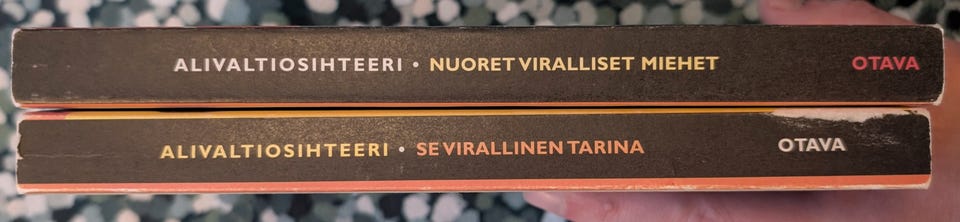 ALIVALTIOSIHTEERI • NUORET VIRALLISET MIEHET OTAVA
ALIVALTIOSIHTEERI • SE VIRALLINEN TARINA OTAVA